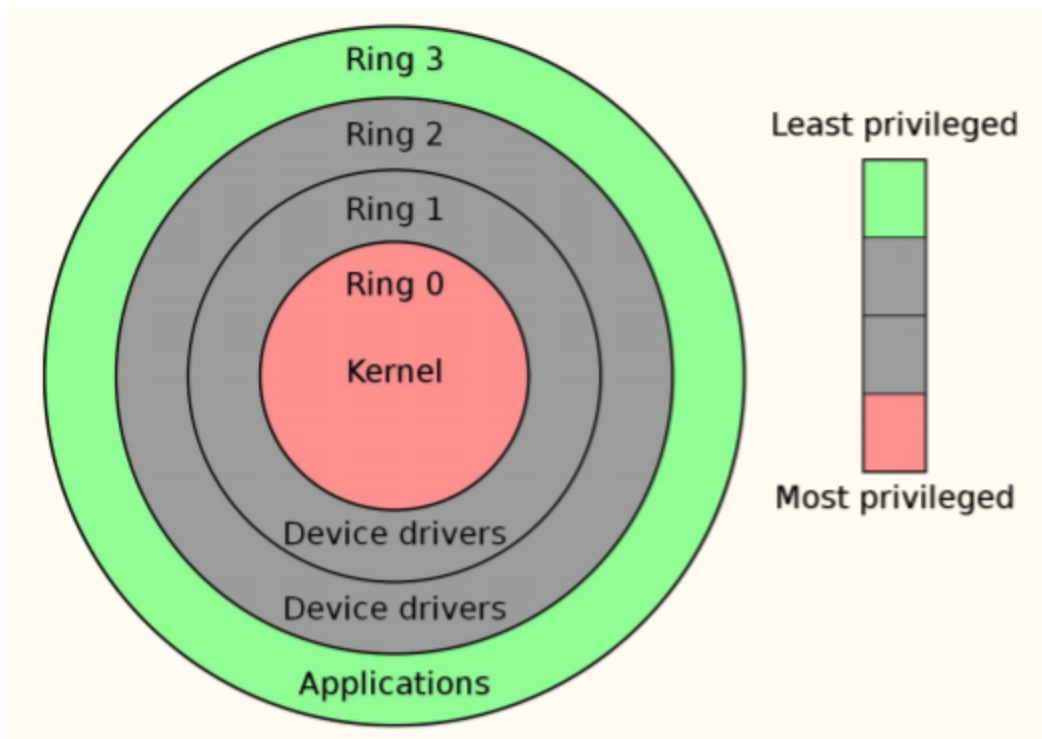 Ring 3
Ring 2
Ring 1
Ring 0
Kernel
Device drivers
Device drivers
Applications
Least privileged
Most privileged